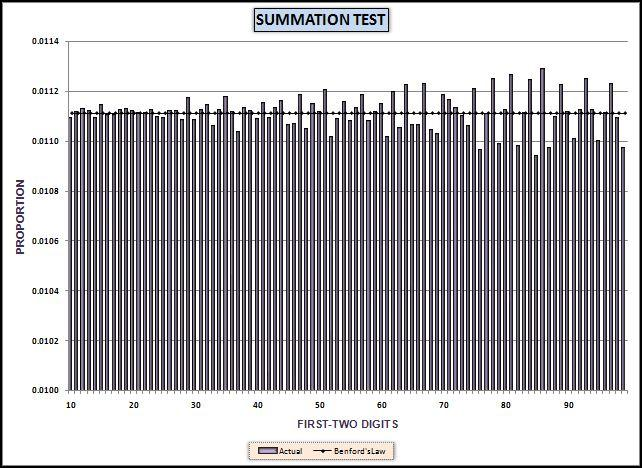 SUMMATION TEST
0.0114
0.0112
0.0110
0.0108
0.0106
0.0104
0.0102
0.0100
PROPORTION
10 20 30 40 50 60 70 80 90
FIRST-TWO DIGITS
Actual Benford'sLaw